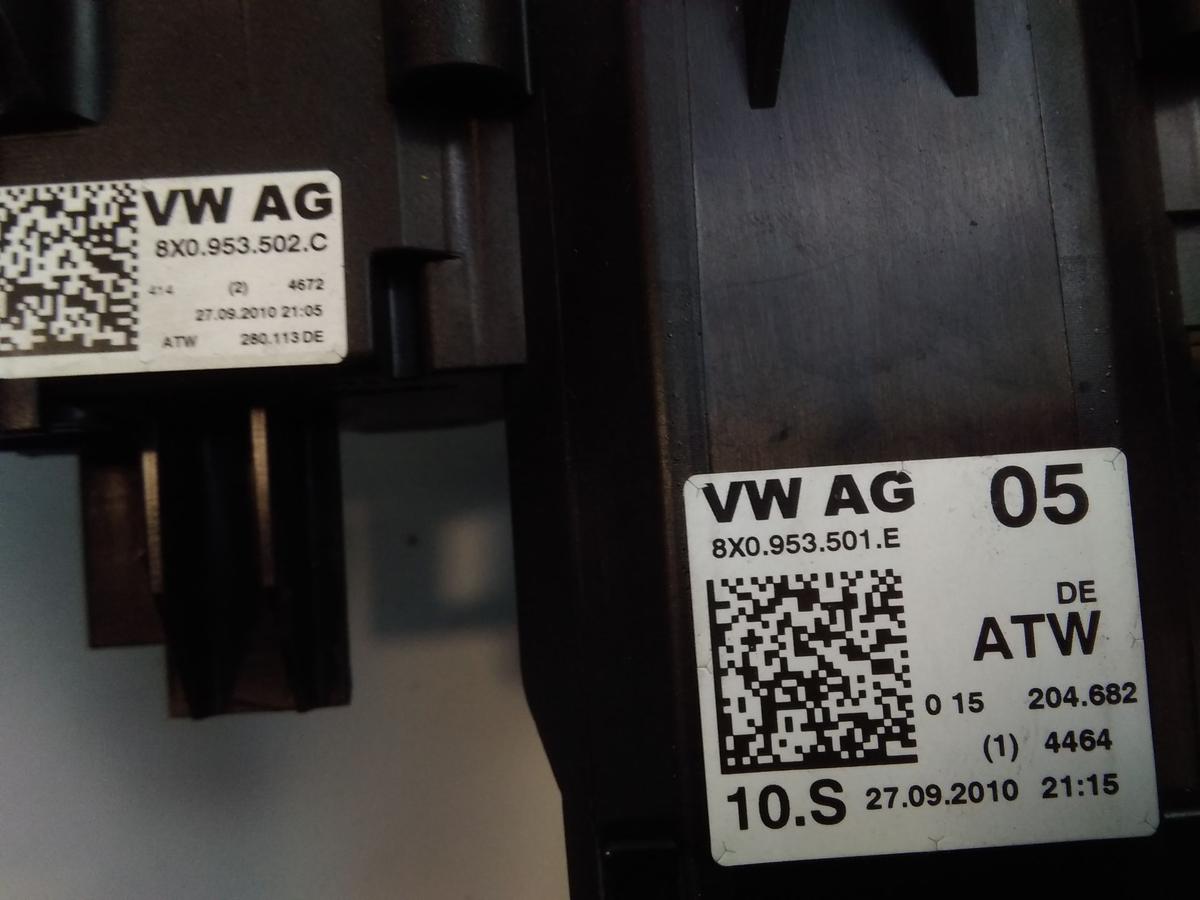 VW AG
8X0.953.502.C
414 (2) 4672
27.09.2010 21:05
ATW 280.113 DE
VW AG 05
8X0.953.501.E
DE
ATW
0 15 204.682
(1) 4464
10.S 27.09.2010 21:15